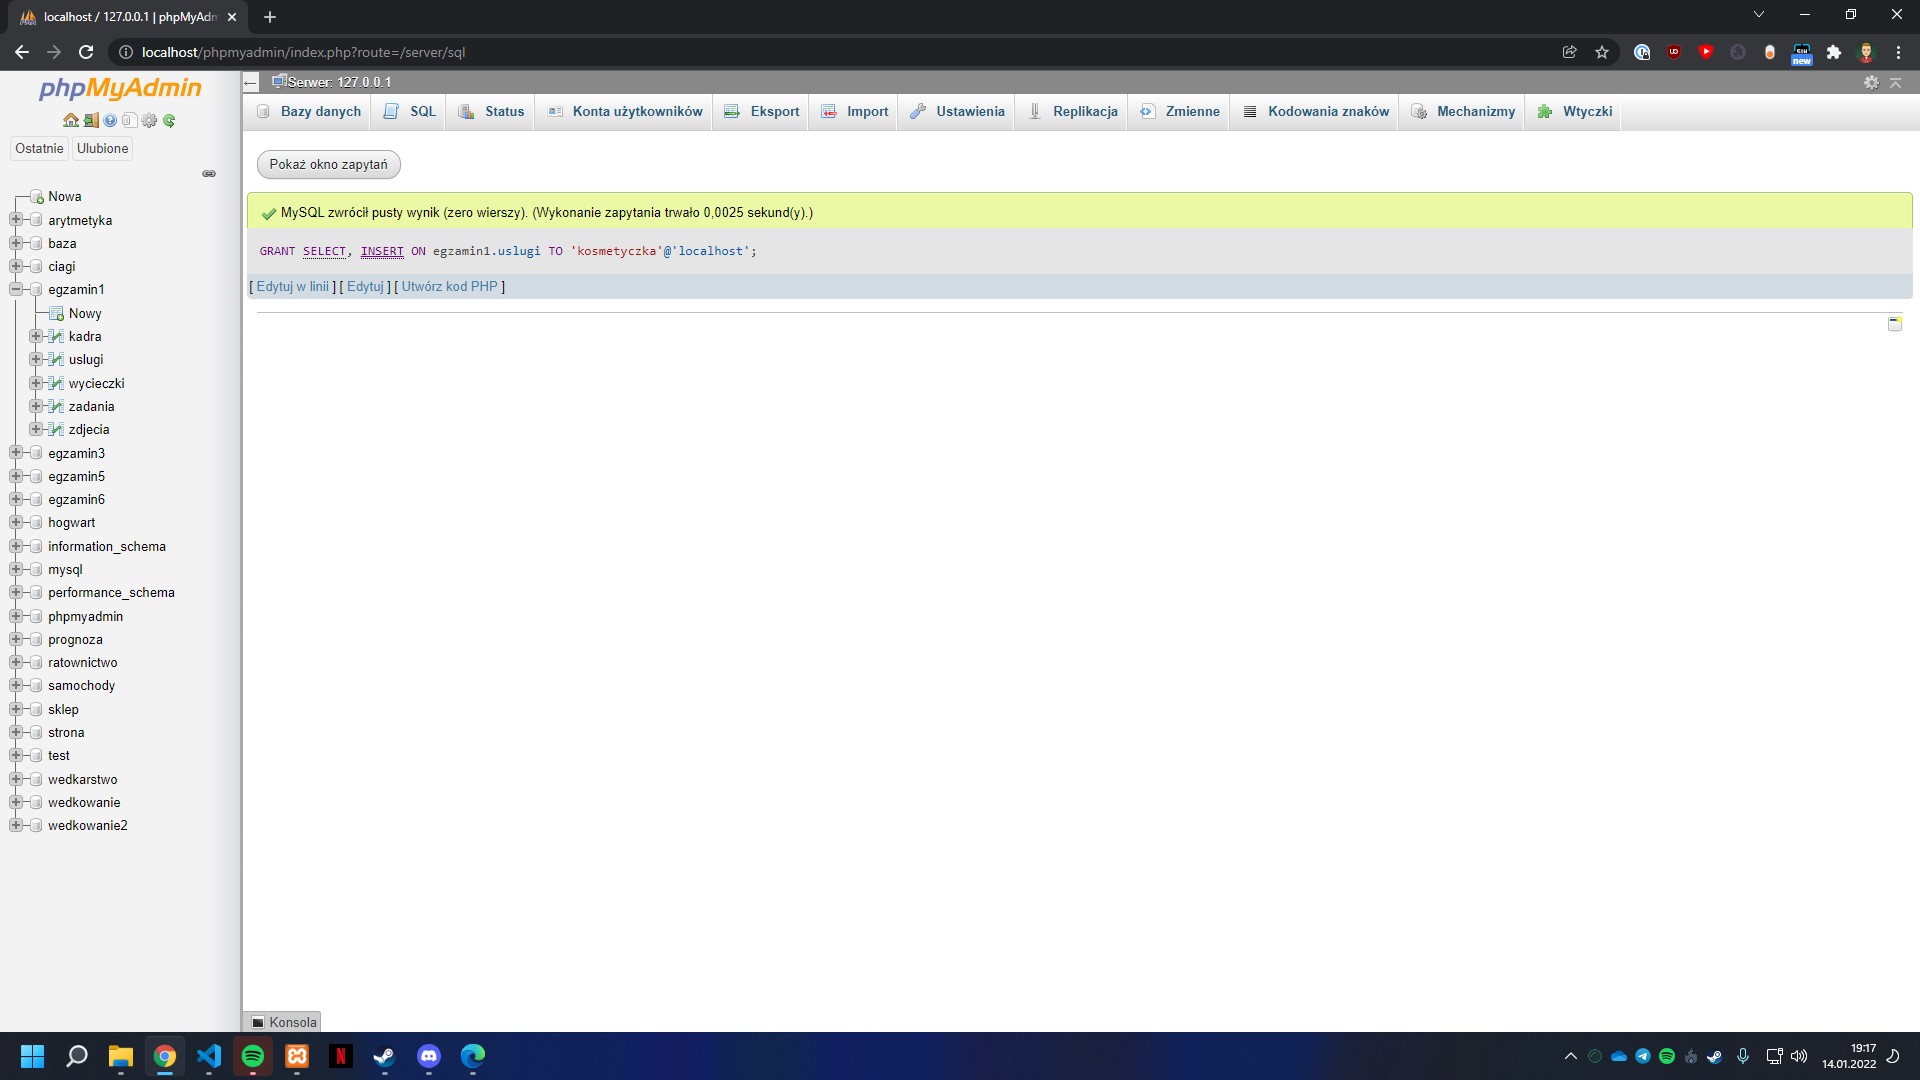 localhost / 127.0.0.1 | phpMyAdm
localhost/phpmyadmin/index.php?route=/server/sql
new
phpMyAdmin
Ostatnie
Ulubione
Nowa
arytmetyka
baza
ciagi
egzamin1
Nowy
kadra
uslugi
wycieczki
zadania
zdjecia
egzamin3
egzamin5
egzamin6
hogwart
information_schema
mysql
performance_schema
phpmyadmin
prognoza
ratownictwo
samochody
sklep
strona
test
wedkarstwo
wedkowanie
wedkowanie2
Serwer: 127.0.0.1
Bazy danych SQL Status Konta użytkowników Eksport Import Ustawienia Replikacja Zmienne Kodowania znaków Mechanizmy Wtyczki
Pokaż okno zapytań
MySQL zwrócił pusty wynik (zero wierszy). (Wykonanie zapytania trwało 0,0025 sekund(y).)
GRANT SELECT, INSERT ON egzamin1.uslugi TO 'kosmetyczka'@'localhost';
[ Edytuj w linii ] [ Edytuj ] [ Utwórz kod PHP ]
Konsola
19:17
14.01.2022